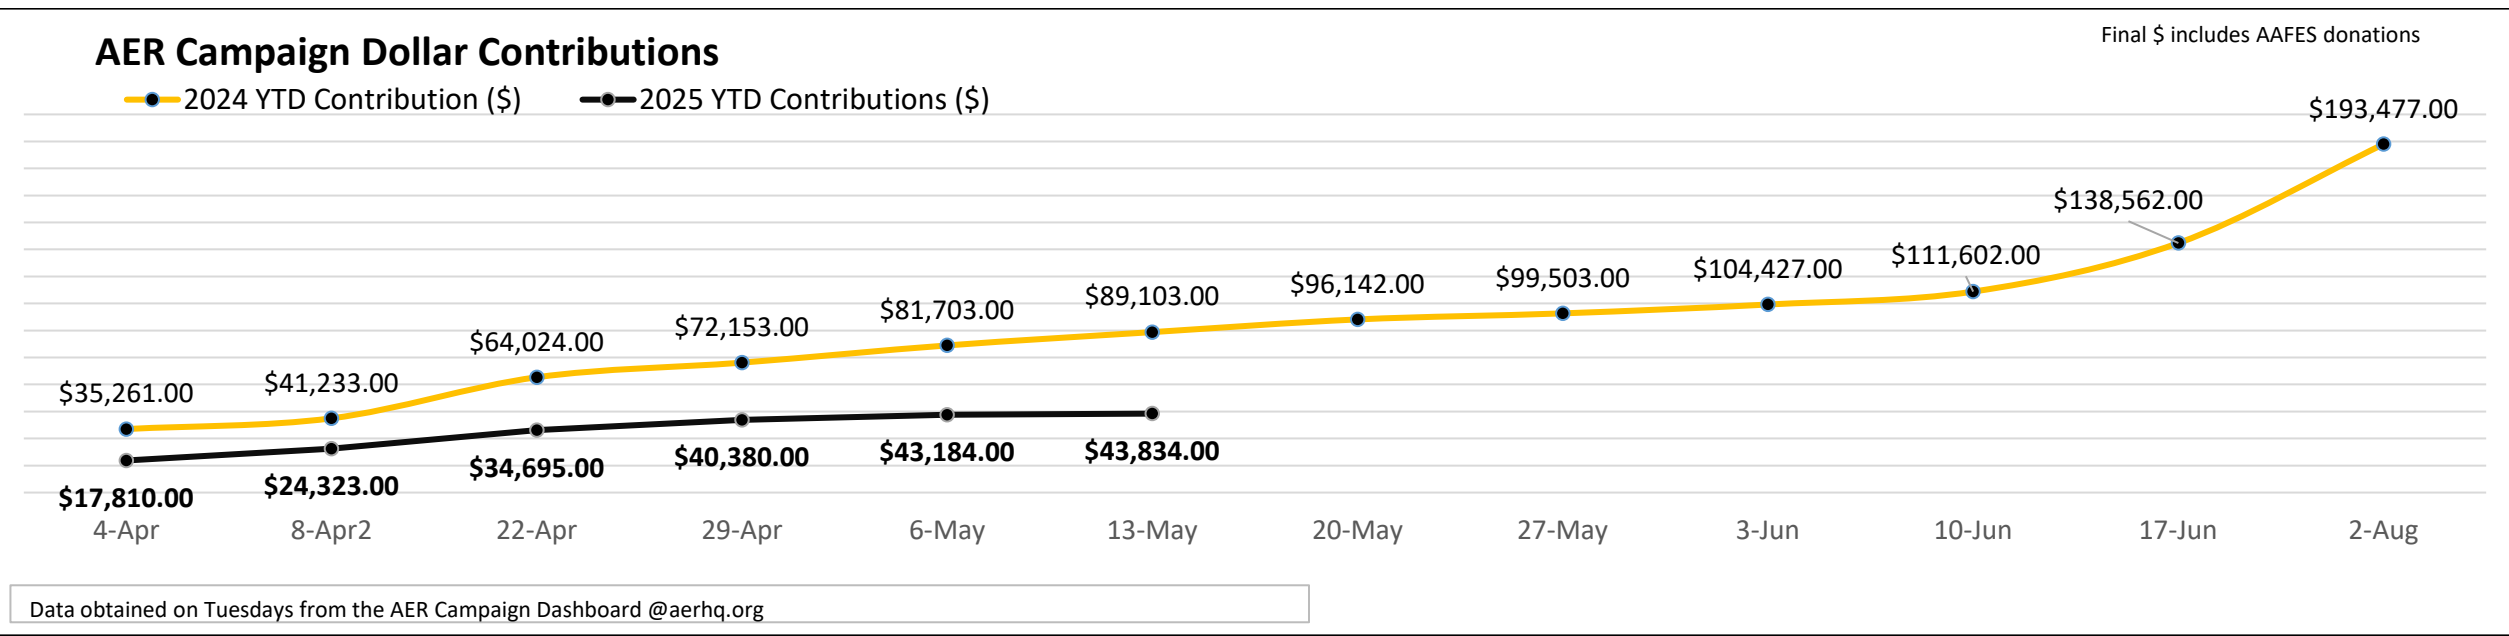 AER Campaign Dollar Contributions
Final $ includes AAFES donations
2024 YTD Contribution ($)
2025 YTD Contributions ($)
$35,261.00
$41,233.00
$64,024.00
$72,153.00
$81,703.00
$89,103.00
$96,142.00
$99,503.00
$104,427.00
$111,602.00
$138,562.00
$193,477.00
$17,810.00
$24,323.00
$34,695.00
$40,380.00
$43,184.00
$43,834.00
4-Apr
8-Apr2
22-Apr
29-Apr
6-May
13-May
20-May
27-May
3-Jun
10-Jun
17-Jun
2-Aug
Data obtained on Tuesdays from the AER Campaign Dashboard @aerhq.org